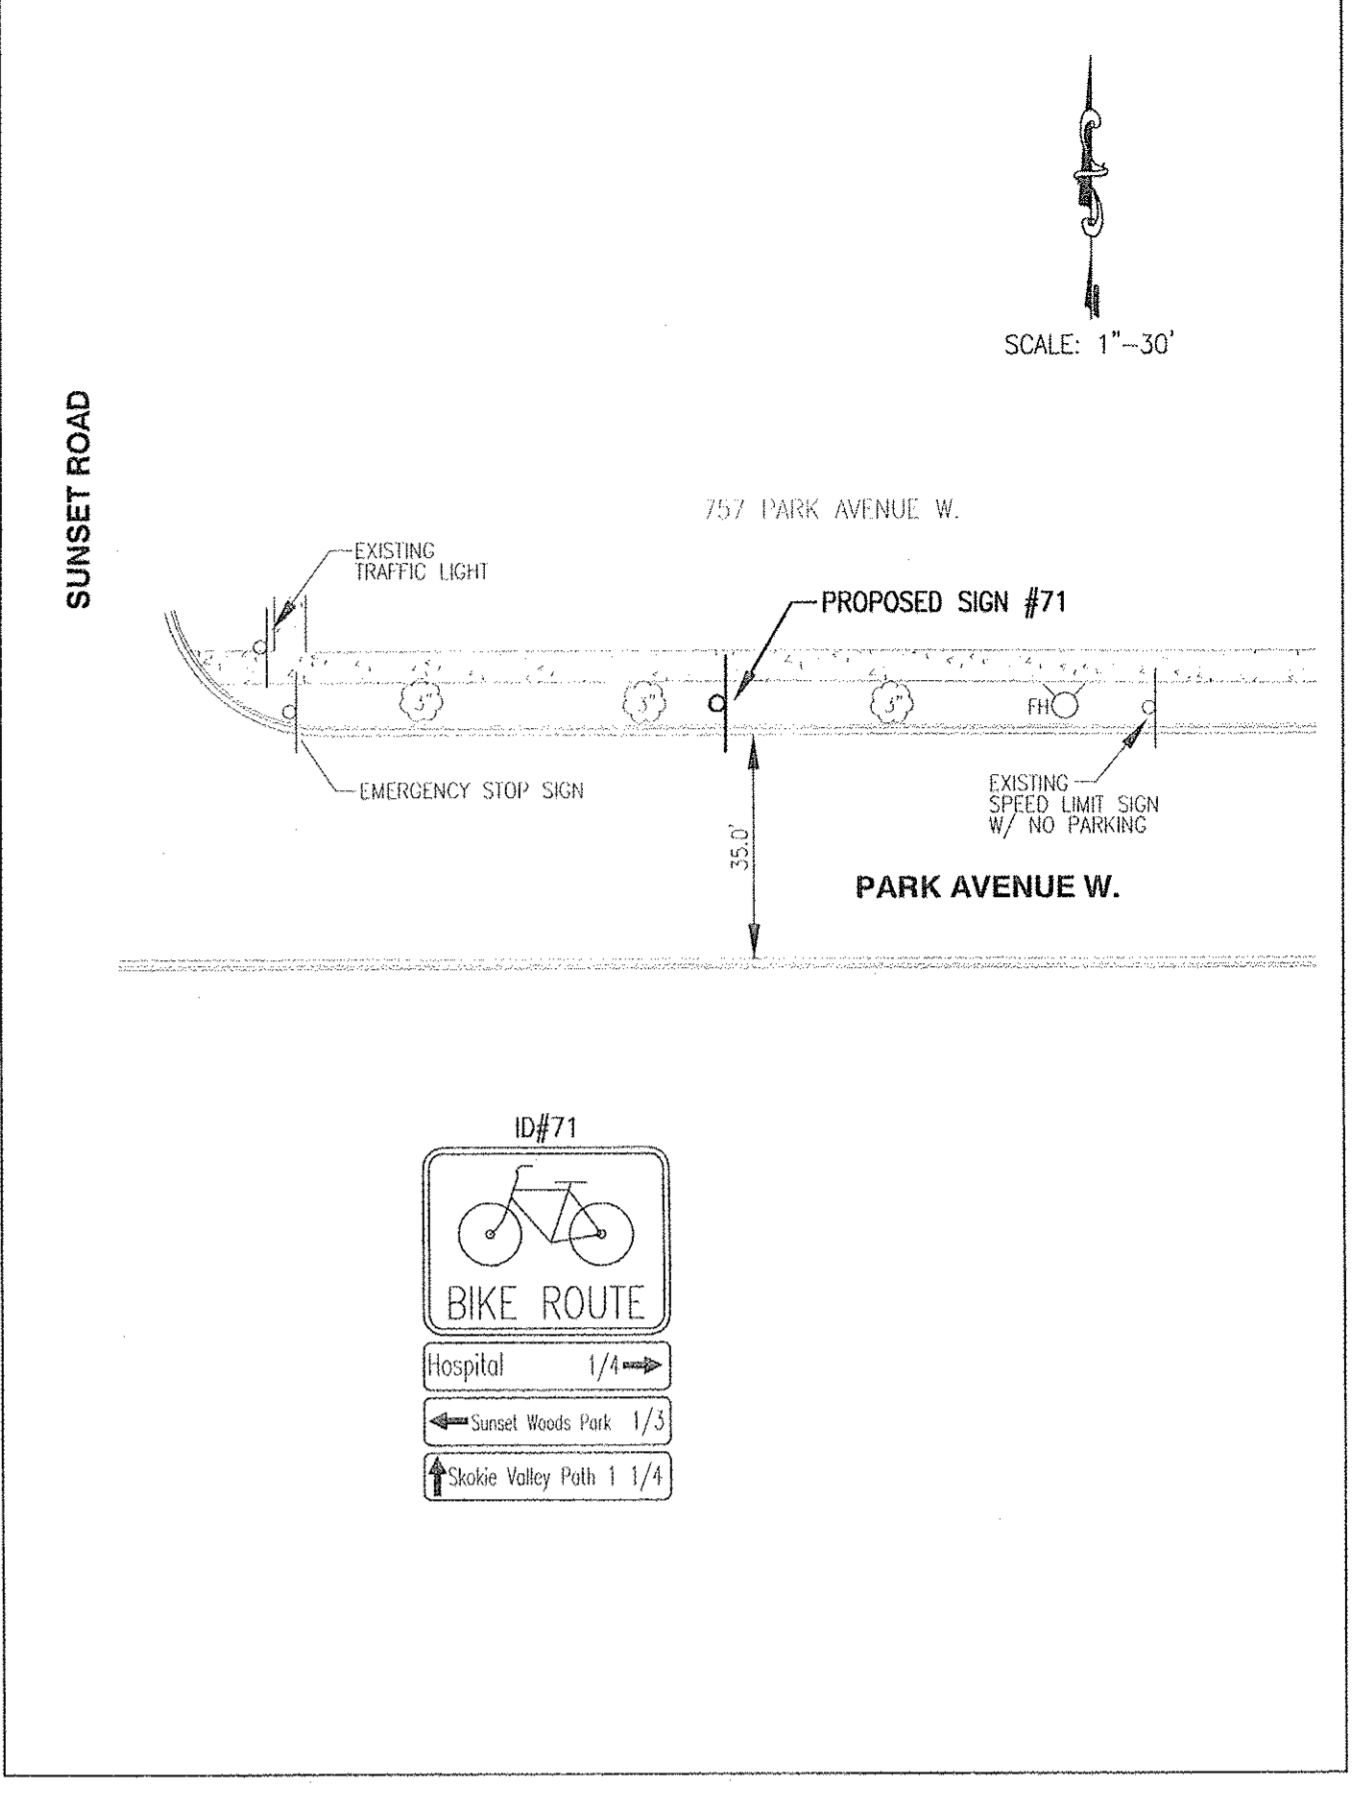 SCALE: 1"-30'
SUNSET ROAD
757 PARK AVENUE W.
EXISTING
TRAFFIC LIGHT
PROPOSED SIGN #71
3"
3"
3"
FH
EMERGENCY STOP SIGN
EXISTING
SPEED LIMIT SIGN
W/ NO PARKING
35.0'
PARK AVENUE W.
ID#71
BIKE ROUTE
Hospital 1/4
Sunset Woods Park 1/3
Skokie Valley Path 1 1/4